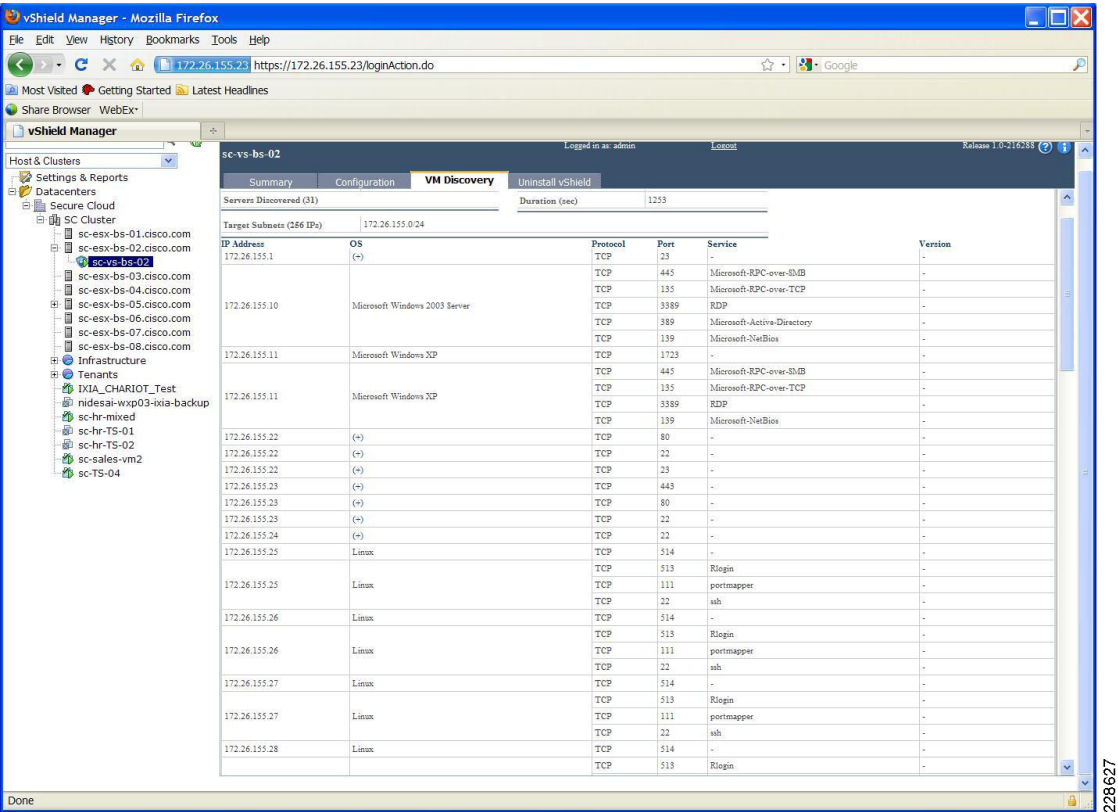 vShield Manager - Mozilla Firefox
File Edit View History Bookmarks Tools Help
172.26.155.23 https://172.26.155.23/loginAction.do Google
Most Visited Getting Started Latest Headlines
Share Browser WebEx
vShield Manager
Host & Clusters
Settings & Reports
Datacenters
Secure Cloud
SC Cluster
sc-esx-bs-01.cisco.com
sc-esx-bs-02.cisco.com
sc-vs-bs-02
sc-esx-bs-03.cisco.com
sc-esx-bs-04.cisco.com
sc-esx-bs-05.cisco.com
sc-esx-bs-06.cisco.com
sc-esx-bs-07.cisco.com
sc-esx-bs-08.cisco.com
Infrastructure
Tenants
IXIA_CHARIOT_Test
nidesai-wxp03-ixia-backup
sc-hr-mixed
sc-hr-TS-01
sc-hr-TS-02
sc-sales-vm2
sc-TS-04
sc-vs-bs-02 Logged in as: admin Logout Release 1.0-216288
Summary Configuration VM Discovery Uninstall vShield
Servers Discovered (31) Duration (sec) 1253
Target Subnets (256 IPs) 172.26.155.0/24
IP Address OS Protocol Port Service Version
172.26.155.1 (+) TCP 23 - -
TCP 445 Microsoft-RPC-over-SMB -
TCP 135 Microsoft-RPC-over-TCP -
172.26.155.10 Microsoft Windows 2003 Server TCP 3389 RDP -
TCP 389 Microsoft-Active-Directory -
TCP 139 Microsoft-NetBios -
172.26.155.11 Microsoft Windows XP TCP 1723 - -
TCP 445 Microsoft-RPC-over-SMB -
TCP 135 Microsoft-RPC-over-TCP -
172.26.155.11 Microsoft Windows XP
TCP 3389 RDP -
TCP 139 Microsoft-NetBios -
172.26.155.22 (+) TCP 80 - -
172.26.155.22 (+) TCP 22 - -
172.26.155.22 (+) TCP 23 - -
172.26.155.23 (+) TCP 443 - -
172.26.155.23 (+) TCP 80 - -
172.26.155.23 (+) TCP 22 - -
172.26.155.24 (+) TCP 22 - -
172.26.155.25 Linux TCP 514 - -
TCP 513 Rlogin -
172.26.155.25 Linux TCP 111 portmapper -
TCP 22 ssh -
172.26.155.26 Linux TCP 514 - -
TCP 513 Rlogin -
172.26.155.26 Linux TCP 111 portmapper -
TCP 22 ssh -
172.26.155.27 Linux TCP 514 - -
TCP 513 Rlogin -
172.26.155.27 Linux TCP 111 portmapper -
TCP 22 ssh -
172.26.155.28 Linux TCP 514 - -
TCP 513 Rlogin -
Done
228627